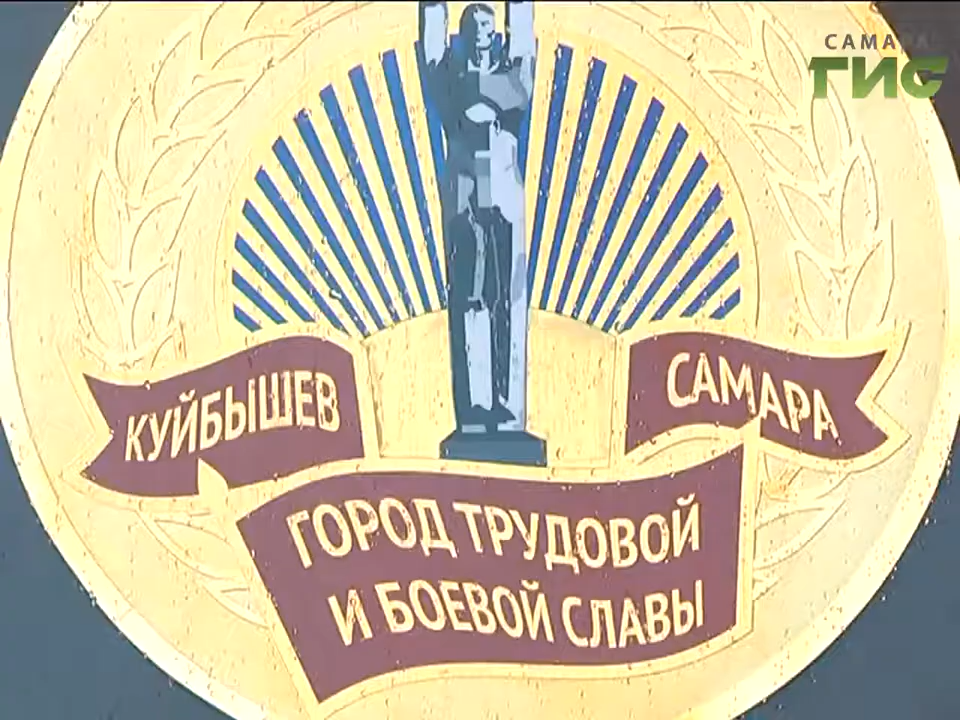 САМАРА
ГИС
КУЙБЫШЕВ
САМАРА
ГОРОД ТРУДОВОЙ
И БОЕВОЙ СЛАВЫ